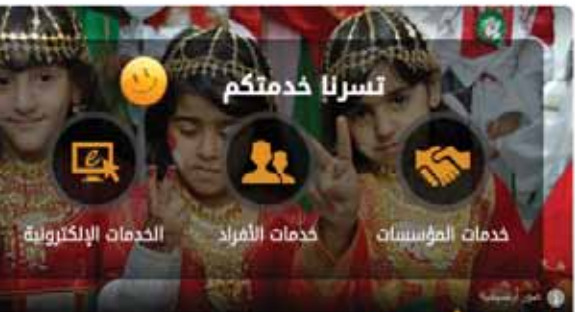 تسرنا خدمتكم
خدمات المؤسسات
خدمات الأفراد
الخدمات الإلكترونية